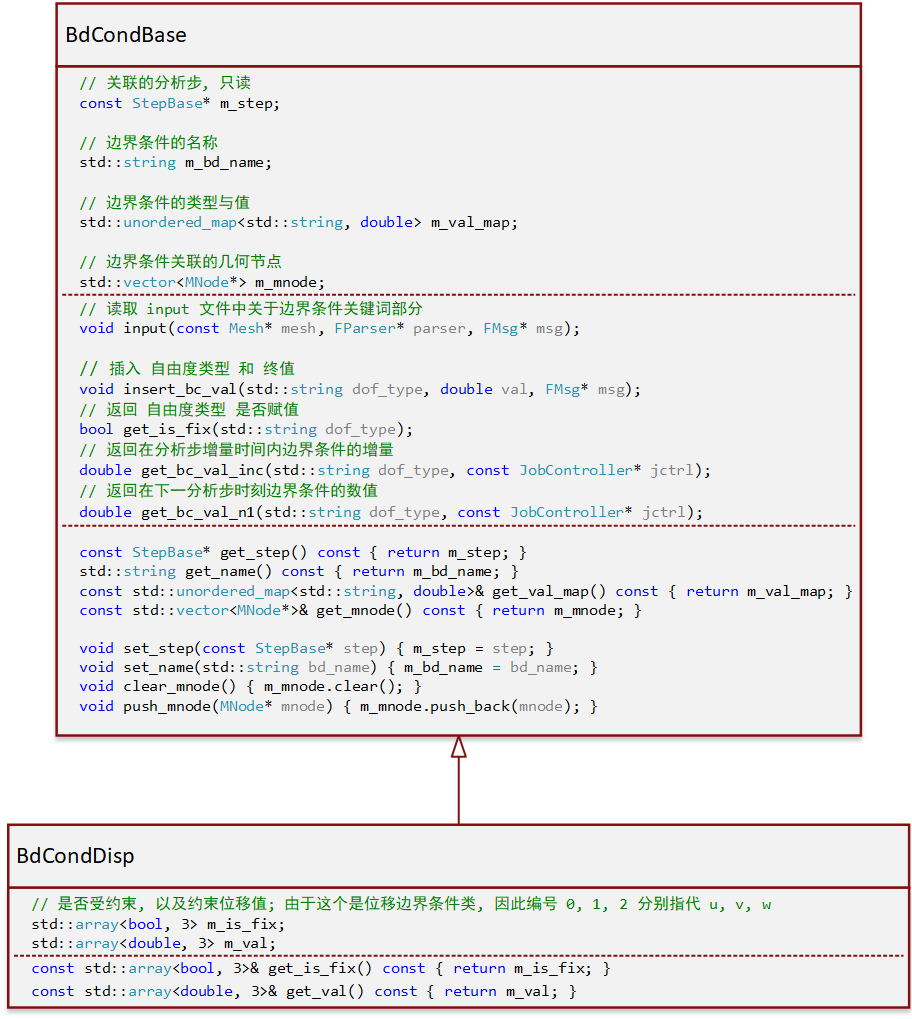 BdCondBase
// 关联的分析步, 只读
const StepBase* m_step;
// 边界条件的名称
std::string m_bd_name;
// 边界条件的类型与值
std::unordered_map<std::string, double> m_val_map;
// 边界条件关联的几何节点
std::vector<MNode*> m_mnode;
// 读取 input 文件中关于边界条件关键词部分
void input(const Mesh* mesh, FParser* parser, FMsg* msg);
// 插入 自由度类型 和 终值
void insert_bc_val(std::string dof_type, double val, FMsg* msg);
// 返回 自由度类型 是否赋值
bool get_is_fix(std::string dof_type);
// 返回在分析步增量时间内边界条件的增量
double get_bc_val_inc(std::string dof_type, const JobController* jctrl);
// 返回在下一分析步时刻边界条件的数值
double get_bc_val_n1(std::string dof_type, const JobController* jctrl);
const StepBase* get_step() const { return m_step; }
std::string get_name() const { return m_bd_name; }
const std::unordered_map<std::string, double>& get_val_map() const { return m_val_map; }
const std::vector<MNode*>& get_mnode() const { return m_mnode; }
void set_step(const StepBase* step) { m_step = step; }
void set_name(std::string bd_name) { m_bd_name = bd_name; }
void clear_mnode() { m_mnode.clear(); }
void push_mnode(MNode* mnode) { m_mnode.push_back(mnode); }
BdCondDisp
// 是否受约束, 以及约束位移值; 由于这个是位移边界条件类, 因此编号 0, 1, 2 分别指代 u, v, w
std::array<bool, 3> m_is_fix;
std::array<double, 3> m_val;
const std::array<bool, 3>& get_is_fix() const { return m_is_fix; }
const std::array<double, 3>& get_val() const { return m_val; }